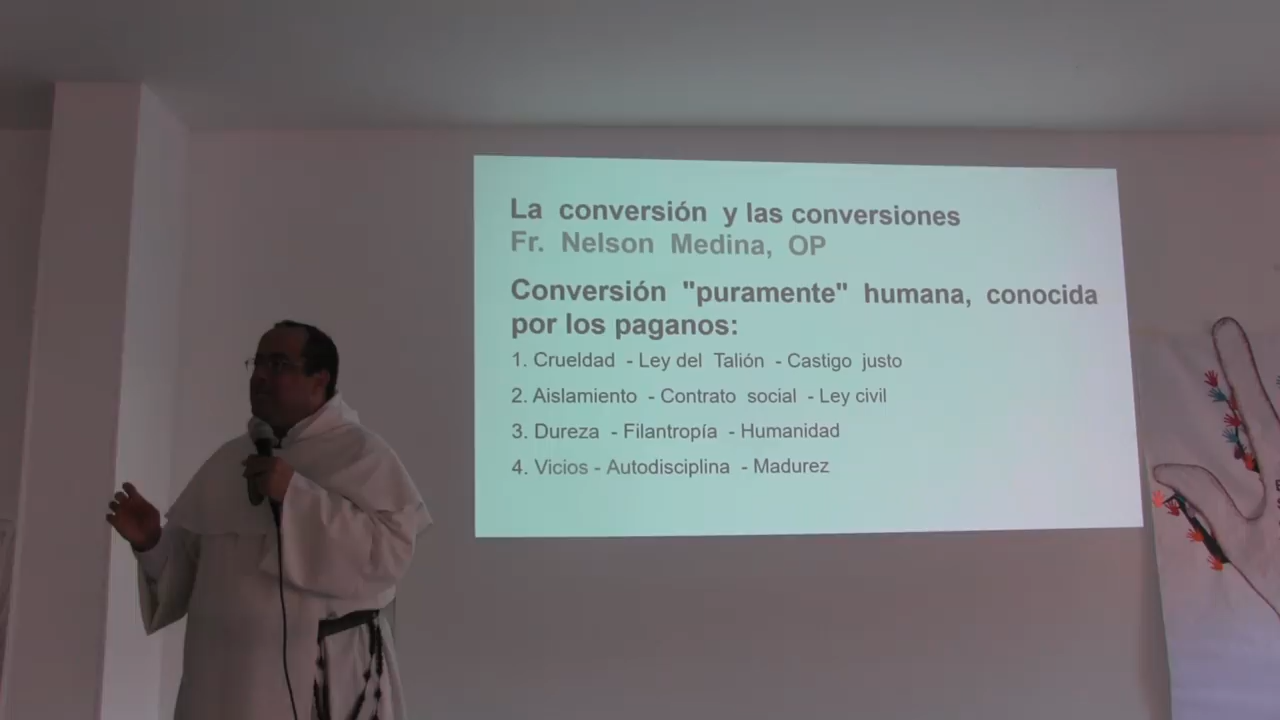 La conversión y las conversiones
Fr. Nelson Medina, OP
Conversión "puramente" humana, conocida
por los paganos:
1. Crueldad - Ley del Talión - Castigo justo
2. Aislamiento - Contrato social - Ley civil
3. Dureza - Filantropía - Humanidad
4. Vicios - Autodisciplina - Madurez